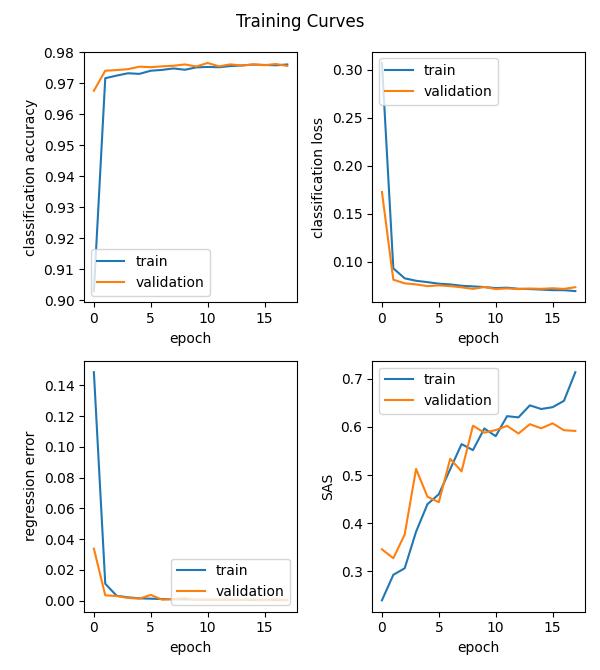 Training Curves
0.98
0.97
0.96
0.95
0.94
0.93
0.92
0.91
0.90
classification accuracy
train
validation
0
5
10
15
epoch
0.30
0.25
0.20
0.15
0.10
classification loss
train
validation
0
5
10
15
epoch
0.14
0.12
0.10
0.08
0.06
0.04
0.02
0.00
regression error
train
validation
0
5
10
15
epoch
0.7
0.6
0.5
0.4
0.3
SAS
train
validation
0
5
10
15
epoch